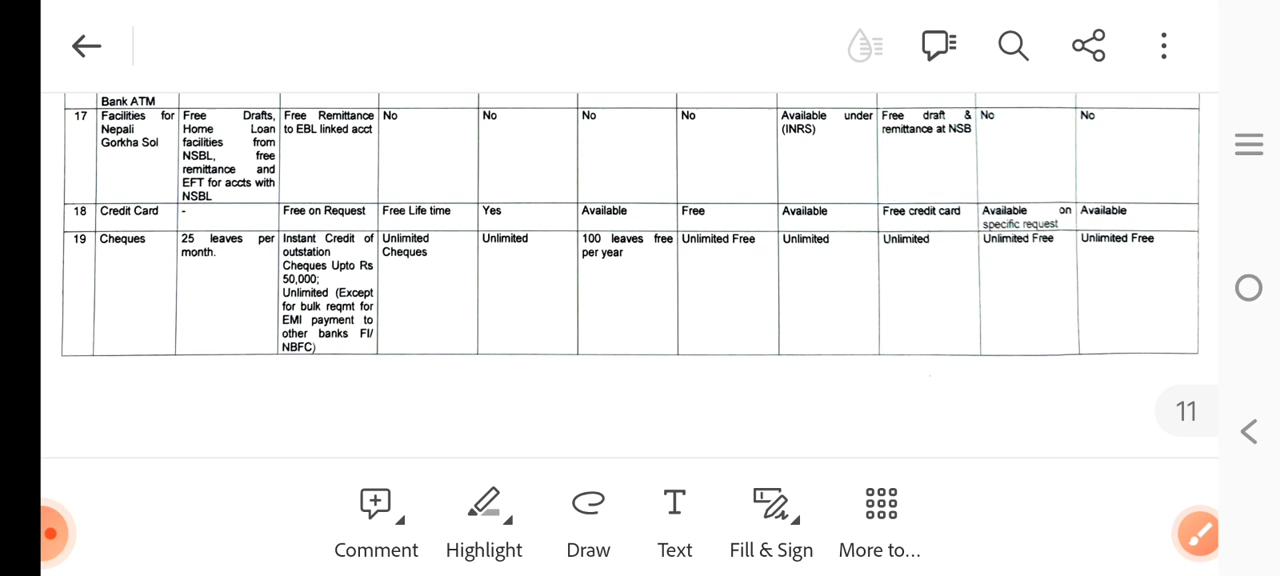 Bank ATM
17 Facilities for Nepali Gorkha Sol Free Drafts, Home Loan facilities from NSBL, free remittance and EFT for accts with NSBL Free Remittance to EBL linked acct No No No No Available under (INRS) Free draft & remittance at NSB No No
18 Credit Card - Free on Request Free Life time Yes Available Free Available Free credit card Available on specific request Available
19 Cheques 25 leaves per month. Instant Credit of outstation Cheques Upto Rs 50,000; Unlimited (Except for bulk reqmt for EMI payment to other banks FI/ NBFC) Unlimited Cheques Unlimited 100 leaves free per year Unlimited Free Unlimited Unlimited Unlimited Free Unlimited Free
11
Comment Highlight Draw Text Fill & Sign More to...